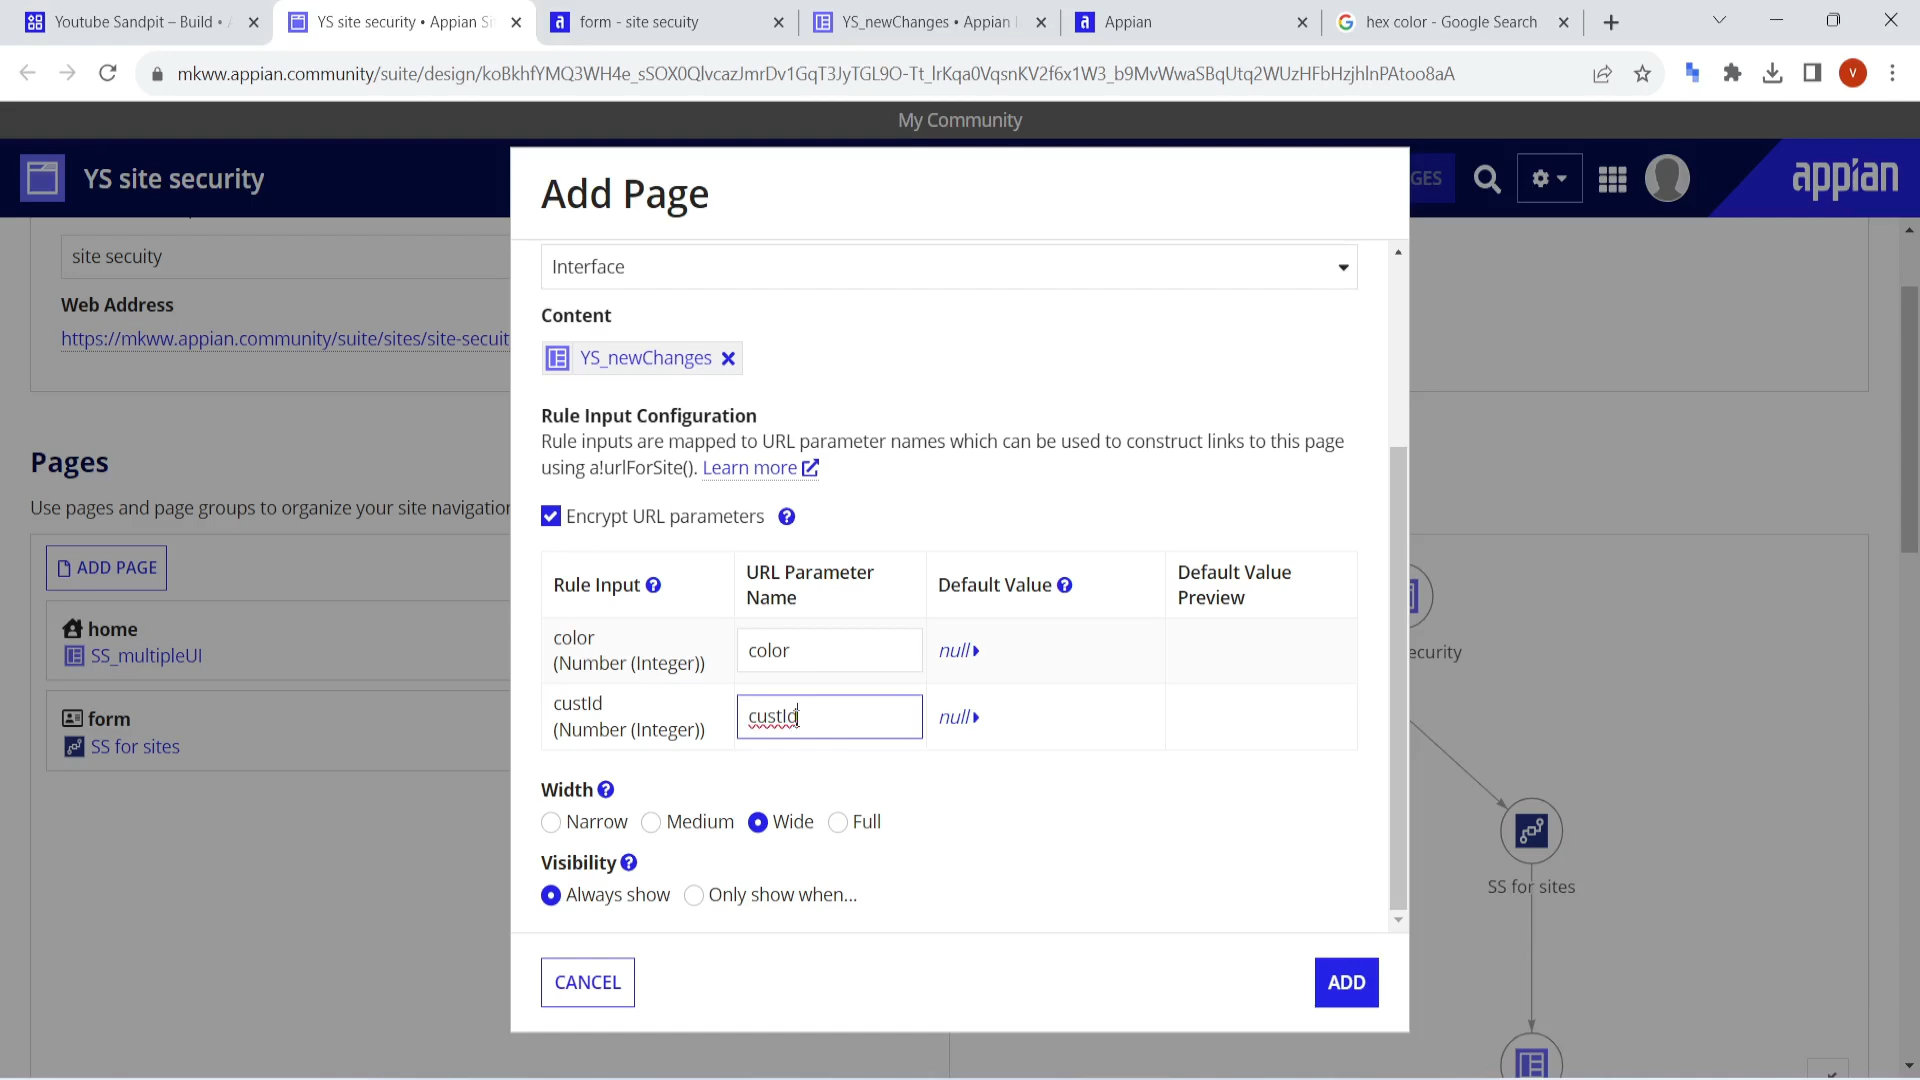 Youtube Sandpit – Build •
YS site security • Appian Si
form - site secuity
YS_newChanges • Appian
Appian
hex color - Google Search
mkww.appian.community/suite/design/koBkhfYMQ3WH4e_sSOX0QlvcazJmrDv1GqT3JyTGL9O-Tt_lrKqa0VqsnKV2f6x1W3_b9MvWwaSBqUtq2WUzHFbHzjhlnPAtoo8aA
V
My Community
YS site security
GES
appian
site secuity
Web Address
https://mkww.appian.community/suite/sites/site-secuit
Pages
Use pages and page groups to organize your site navigation
ADD PAGE
home
SS_multipleUI
form
SS for sites
ecurity
SS for sites
Add Page
Interface
Content
YS_newChanges
Rule Input Configuration
Rule inputs are mapped to URL parameter names which can be used to construct links to this page
using a!urlForSite(). Learn more
Encrypt URL parameters
Rule Input
URL Parameter
Name
Default Value
Default Value
Preview
color
(Number (Integer))
color
null
custId
(Number (Integer))
custId
null
Width
Narrow Medium Wide Full
Visibility
Always show Only show when...
CANCEL
ADD